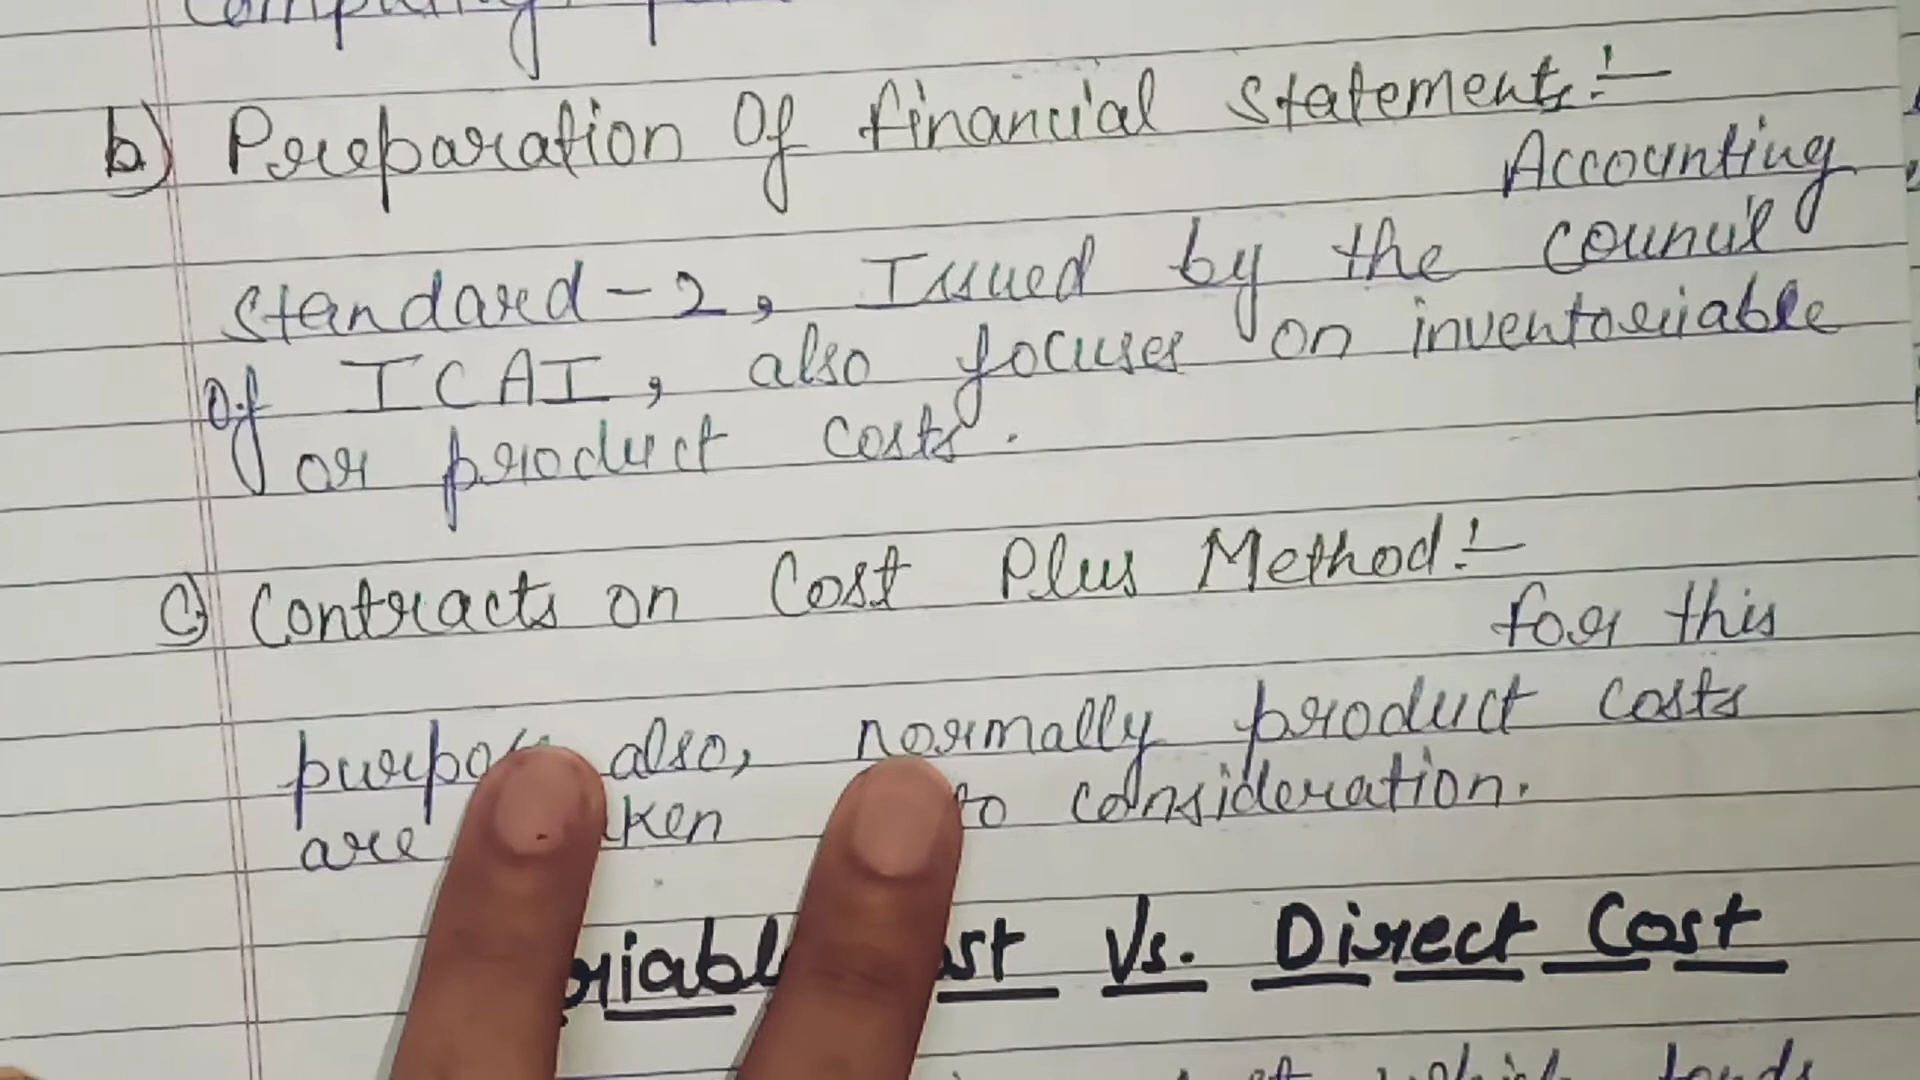 b) Preparation Of financial Statements:-
Accounting
Standard-2, Issued by the council
Of ICAI, also focuses on inventoriable
or product costs.
c) Contracts on Cost Plus Method:-
for this
also, normally product costs
are consideration.
Vs. Direct Cost